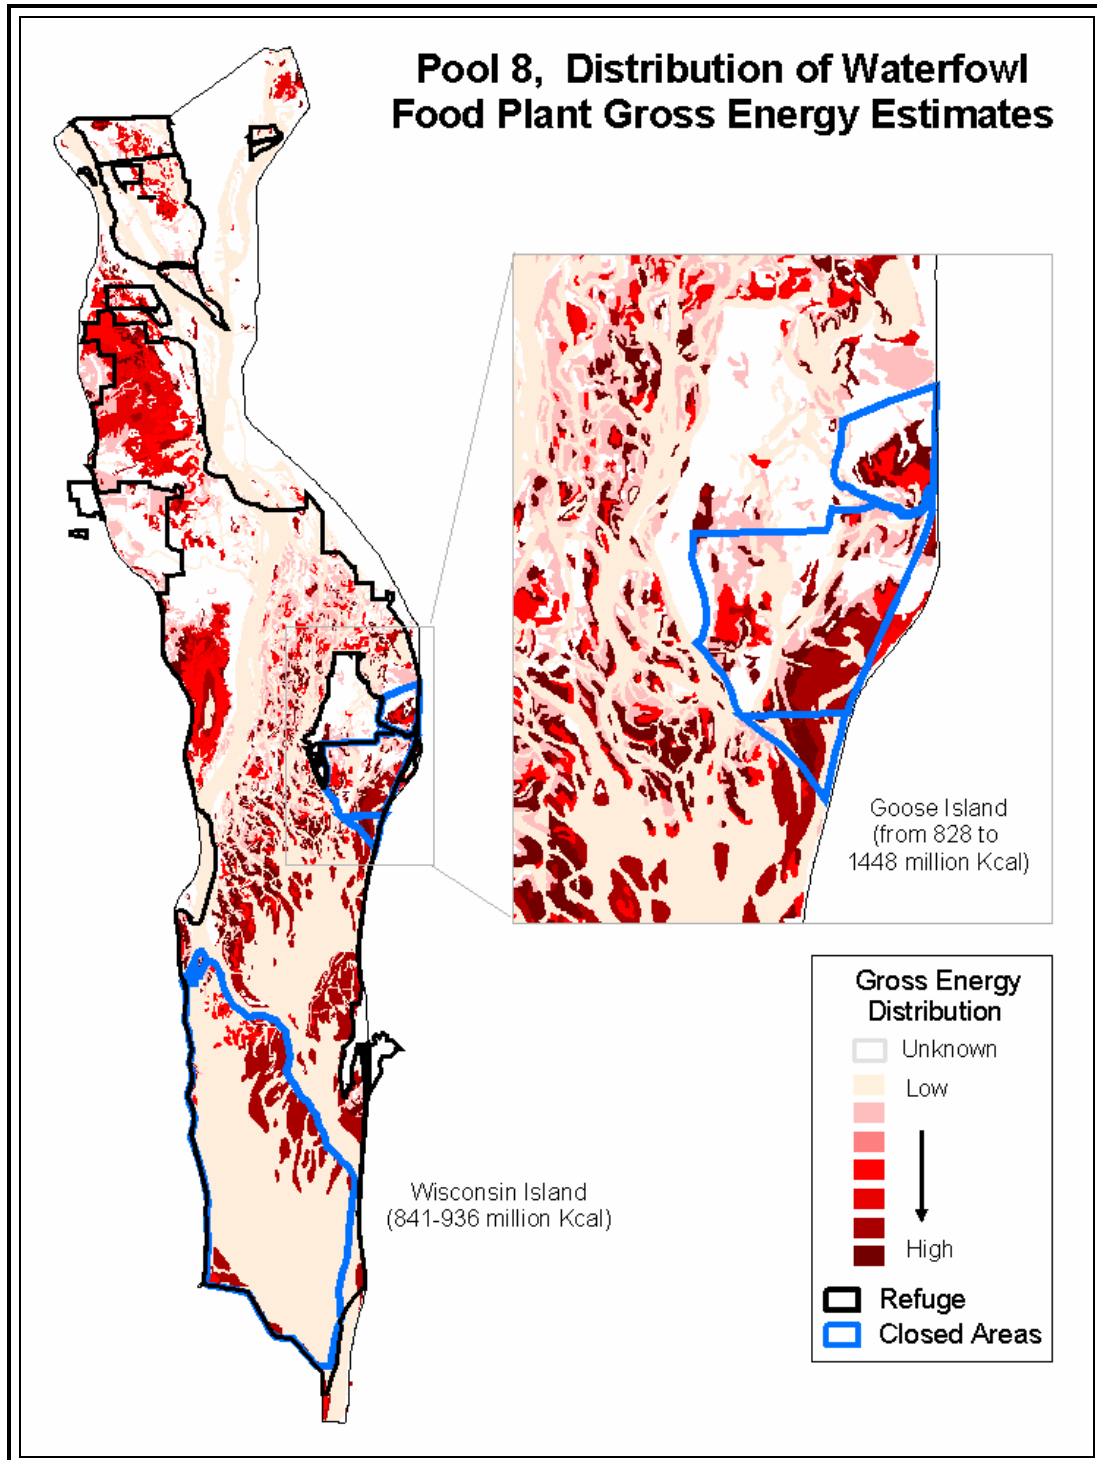 Pool 8, Distribution of Waterfowl
Food Plant Gross Energy Estimates
Goose Island
(from 828 to
1448 million Kcal)
Wisconsin Island
(841-936 million Kcal)
Gross Energy
Distribution
Unknown
Low
High
Refuge
Closed Areas